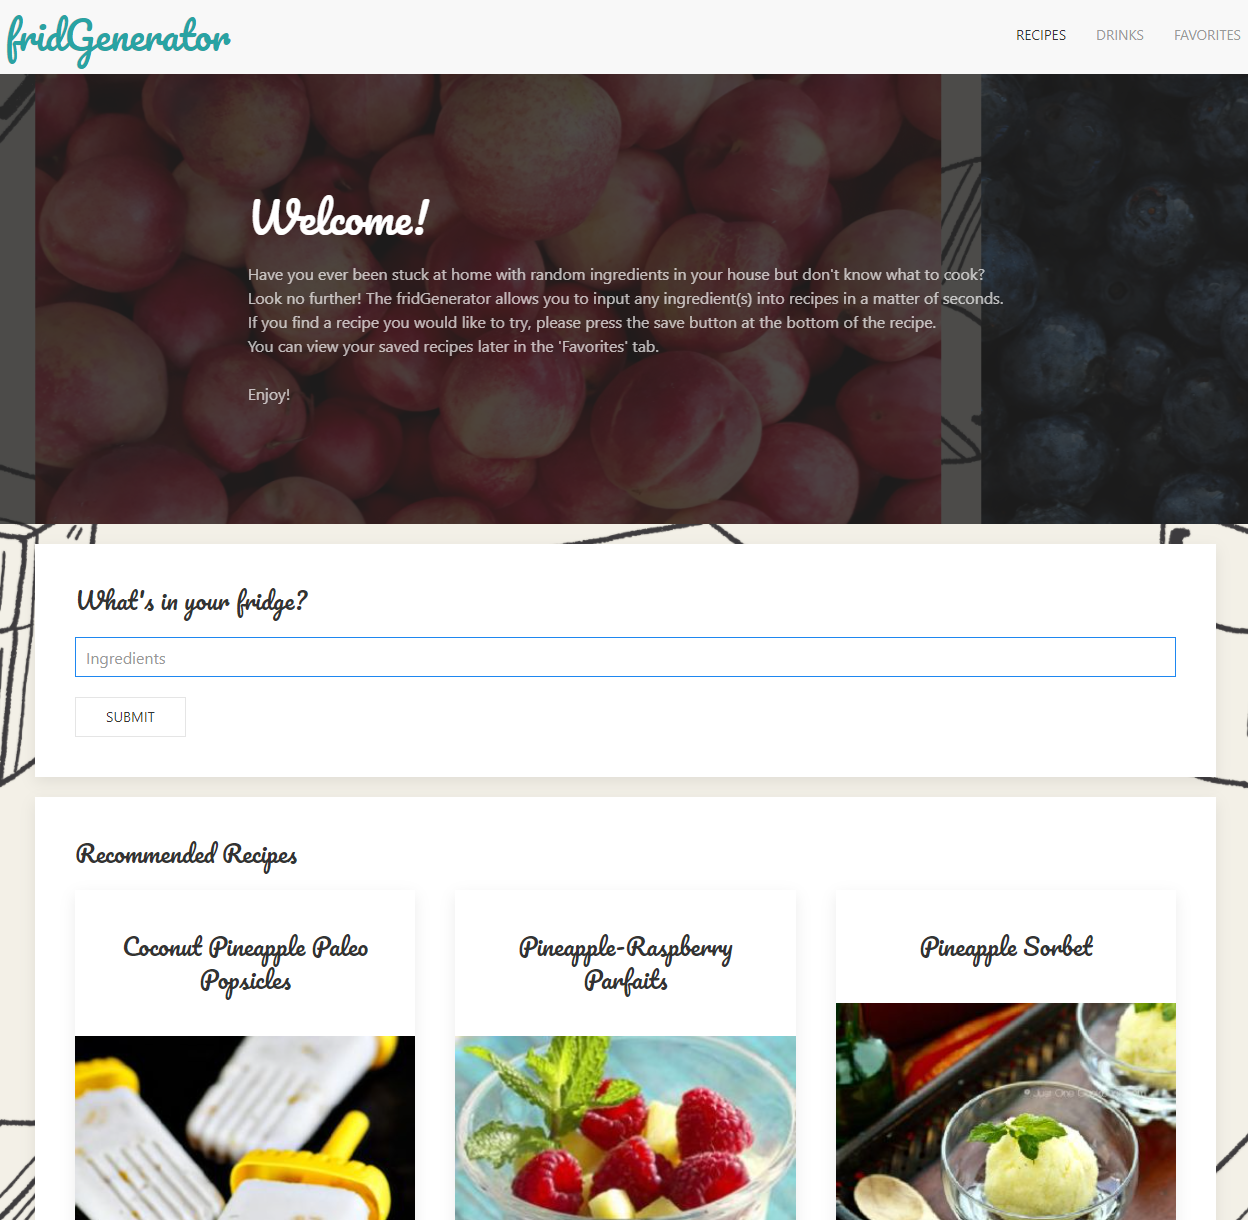 fridGenerator
RECIPES DRINKS FAVORITES
Welcome!
Have you ever been stuck at home with random ingredients in your house but don't know what to cook?
Look no further! The fridGenerator allows you to input any ingredient(s) into recipes in a matter of seconds.
If you find a recipe you would like to try, please press the save button at the bottom of the recipe.
You can view your saved recipes later in the 'Favorites' tab.
Enjoy!
What's in your fridge?
Ingredients
SUBMIT
Recommended Recipes
Coconut Pineapple Paleo
Popsicles
Pineapple-Raspberry
Parfaits
Pineapple Sorbet